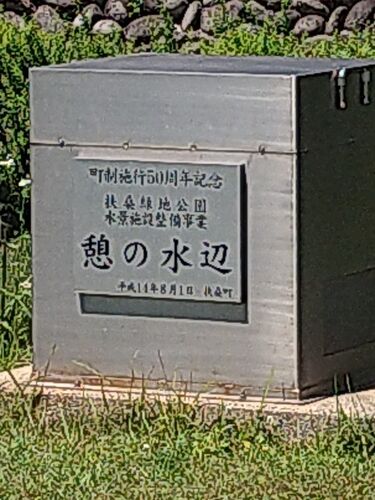 町制施行50周年記念
扶桑緑地公園
水景施設整備事業
憩の水辺
平成14年8月1日 扶桑町